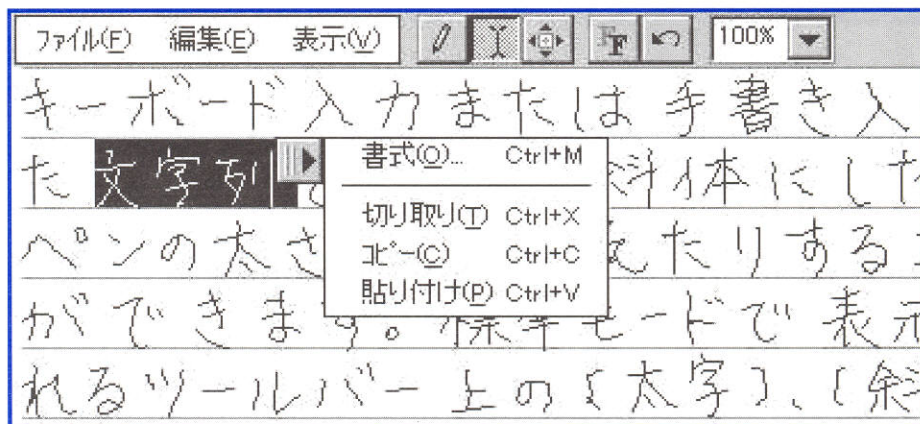 ファイル(F) 編集(E) 表示(V) 100%
キーボード入力または手書き入
た文字列 斜体にした
ペンの太さ たりする
ができます。標準モードで表示
れるツールバー上の〔太字〕、〔斜
書式(O)... Ctrl+M
切り取り(T) Ctrl+X
コピー(C) Ctrl+C
貼り付け(P) Ctrl+V